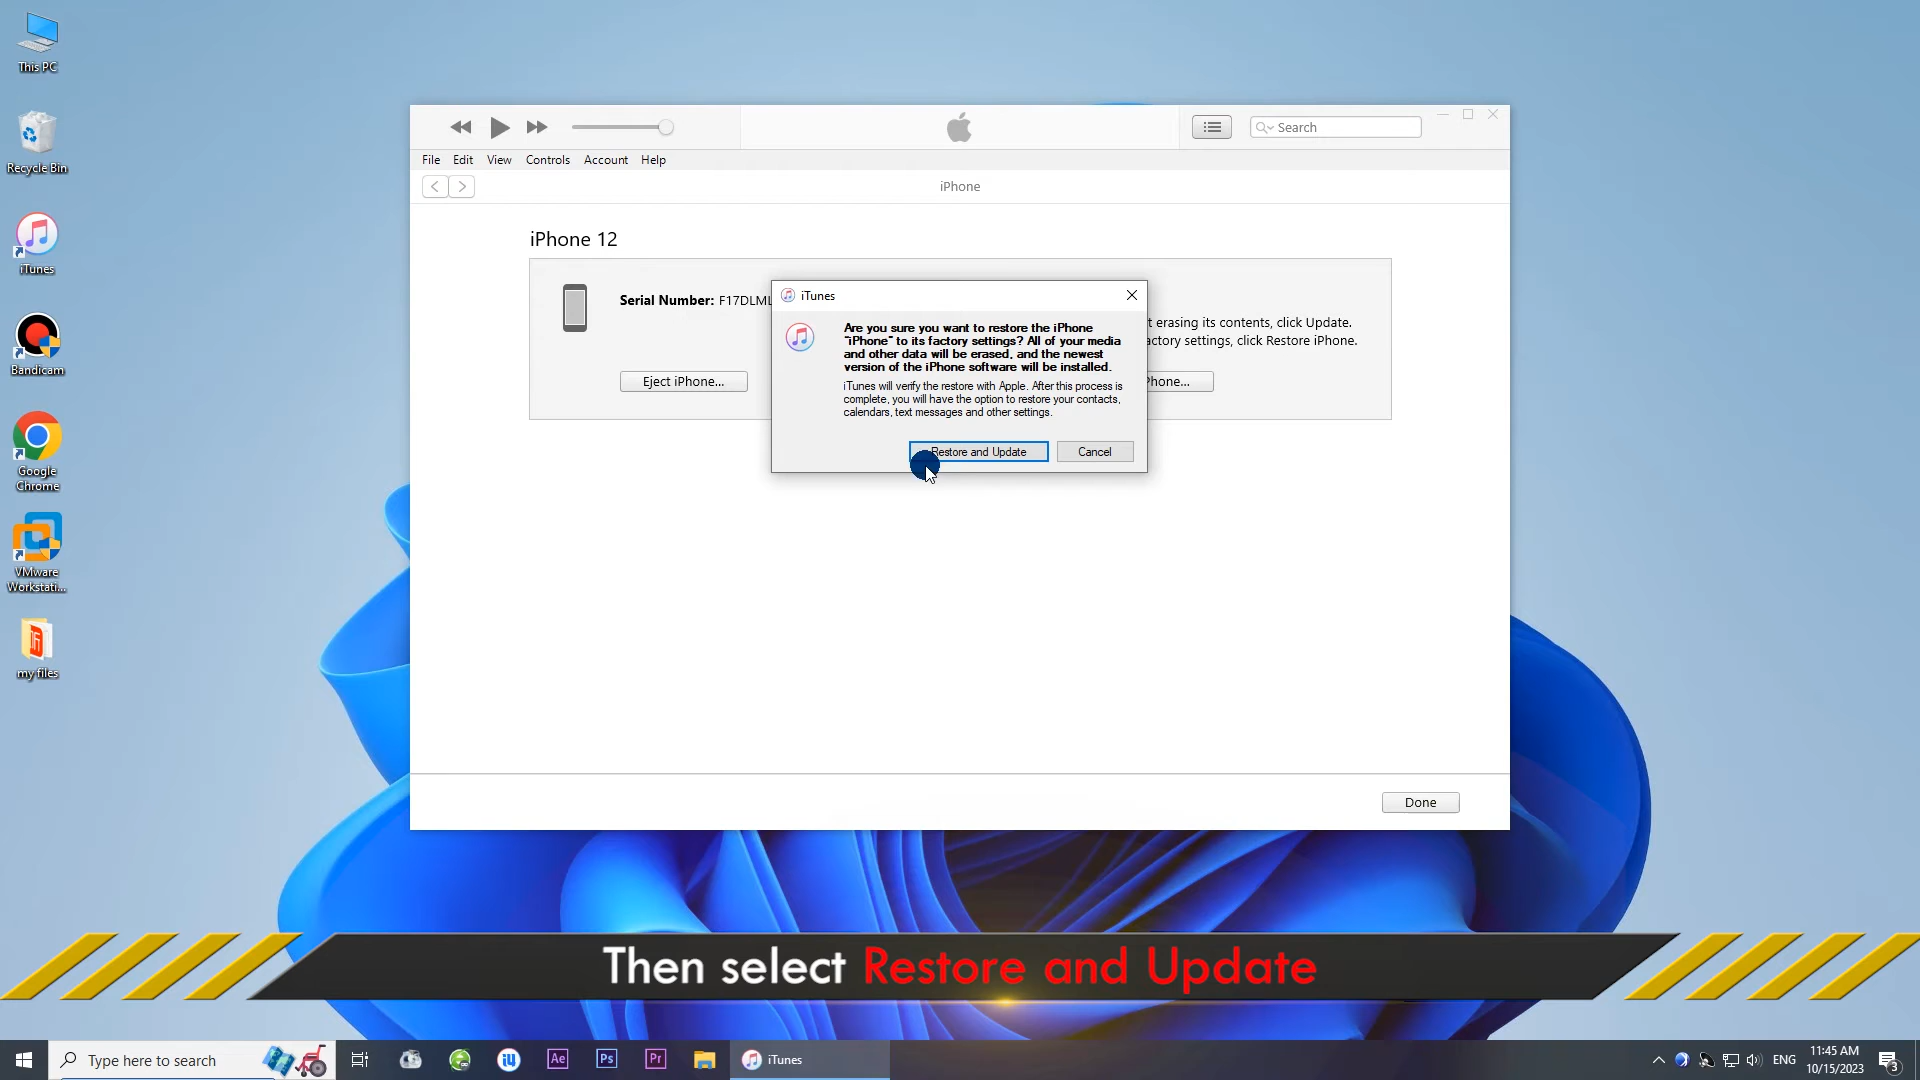 This PC
Recycle Bin
iTunes
Bandicam
Google
Chrome
VMware
Workstati...
my files
Search
File Edit View Controls Account Help
iPhone
iPhone 12
Serial Number: F17DLML
Eject iPhone...
t erasing its contents, click Update.
actory settings, click Restore iPhone.
Phone...
iTunes
Are you sure you want to restore the iPhone
“iPhone” to its factory settings? All of your media
and other data will be erased, and the newest
version of the iPhone software will be installed.
iTunes will verify the restore with Apple. After this process is
complete, you will have the option to restore your contacts,
calendars, text messages and other settings.
Restore and Update
Cancel
Done
Then select Restore and Update
Type here to search
Ae
Ps
Pr
iTunes
ENG
11:45 AM
10/15/2023
3